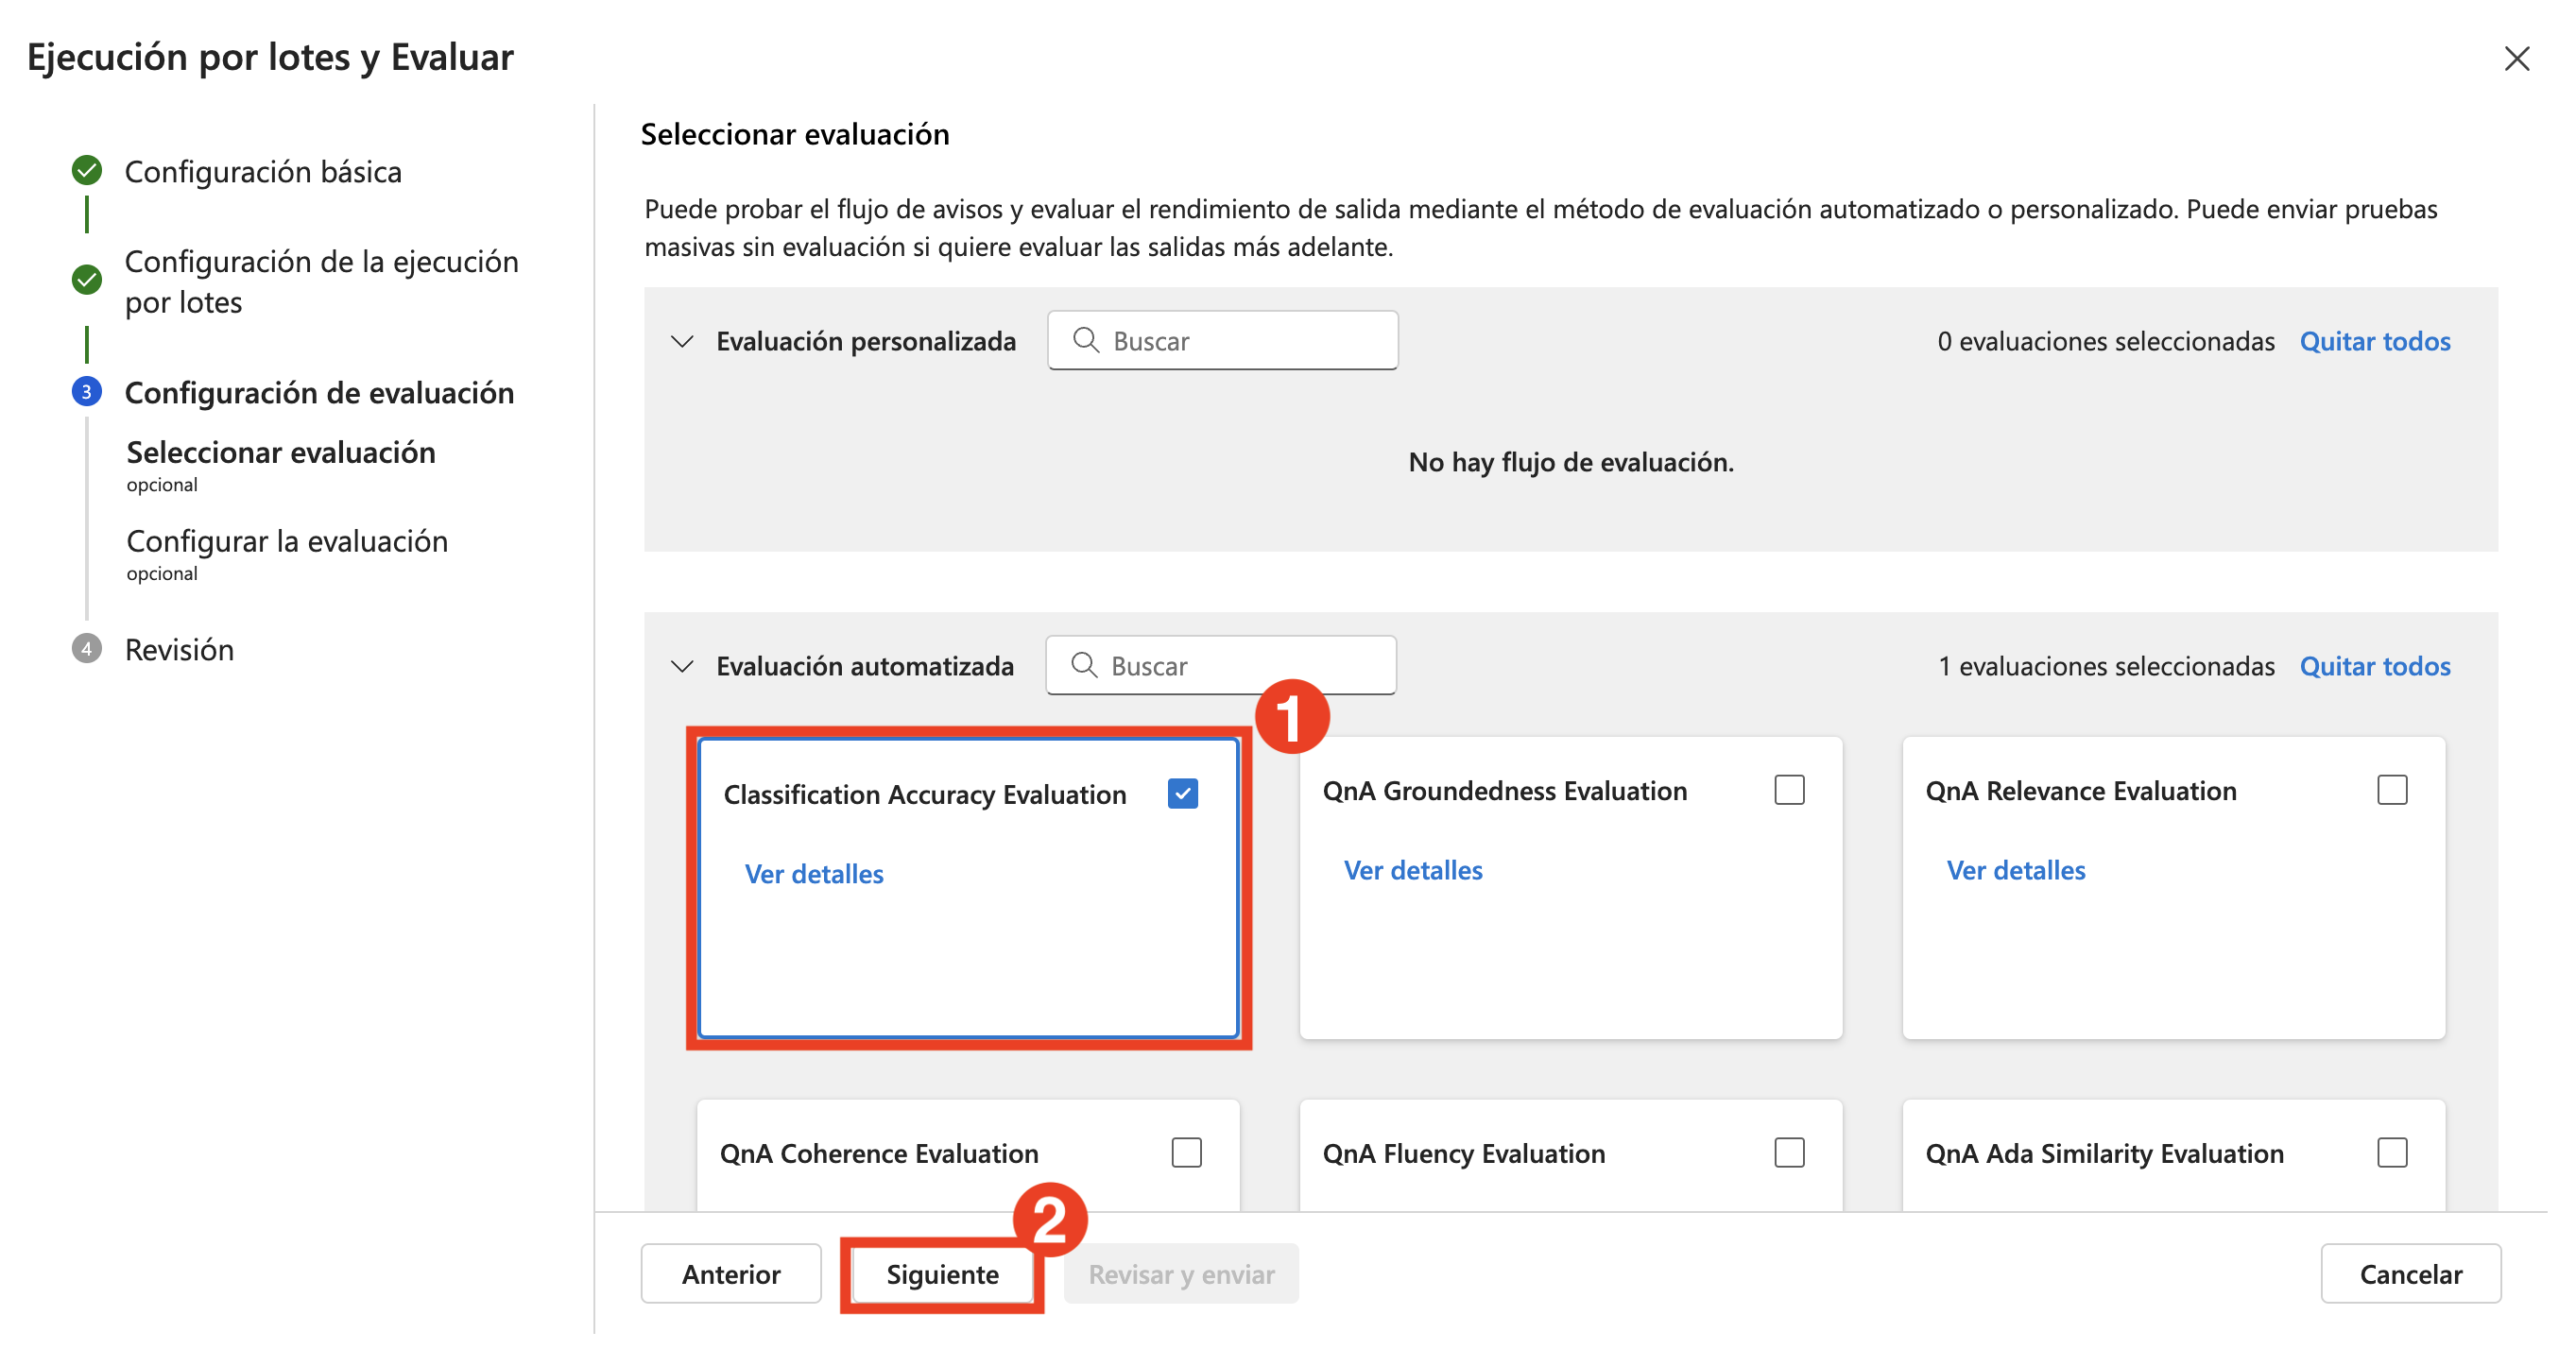 Ejecución por lotes y Evaluar
Configuración básica
Configuración de la ejecución
por lotes
3
Configuración de evaluación
Seleccionar evaluación
opcional
Configurar la evaluación
opcional
4
Revisión
Seleccionar evaluación
Puede probar el flujo de avisos y evaluar el rendimiento de salida mediante el método de evaluación automatizado o personalizado. Puede enviar pruebas
masivas sin evaluación si quiere evaluar las salidas más adelante.
Evaluación personalizada
Buscar
0 evaluaciones seleccionadas
Quitar todos
No hay flujo de evaluación.
Evaluación automatizada
Buscar
1 evaluaciones seleccionadas
Quitar todos
1
Classification Accuracy Evaluation
Ver detalles
QnA Groundedness Evaluation
Ver detalles
QnA Relevance Evaluation
Ver detalles
QnA Coherence Evaluation
QnA Fluency Evaluation
QnA Ada Similarity Evaluation
2
Anterior
Siguiente
Revisar y enviar
Cancelar